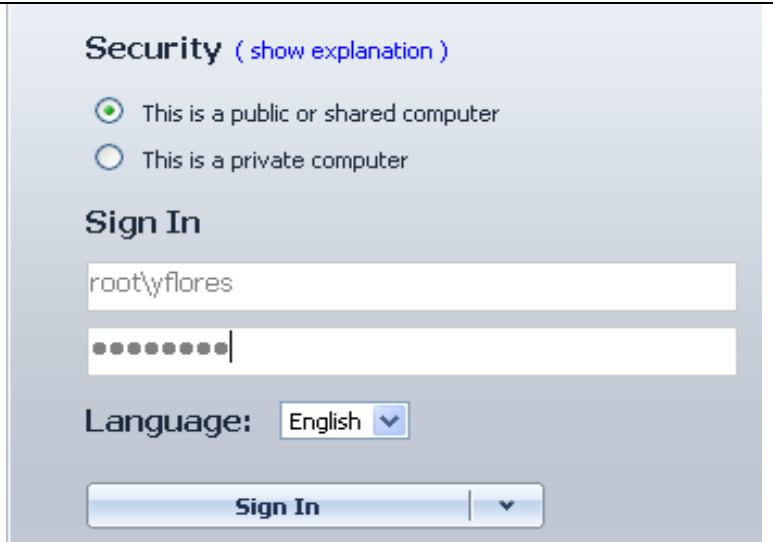 Security ( show explanation )
This is a public or shared computer
This is a private computer
Sign In
root\yflores
●●●●●●●●
Language: English
Sign In